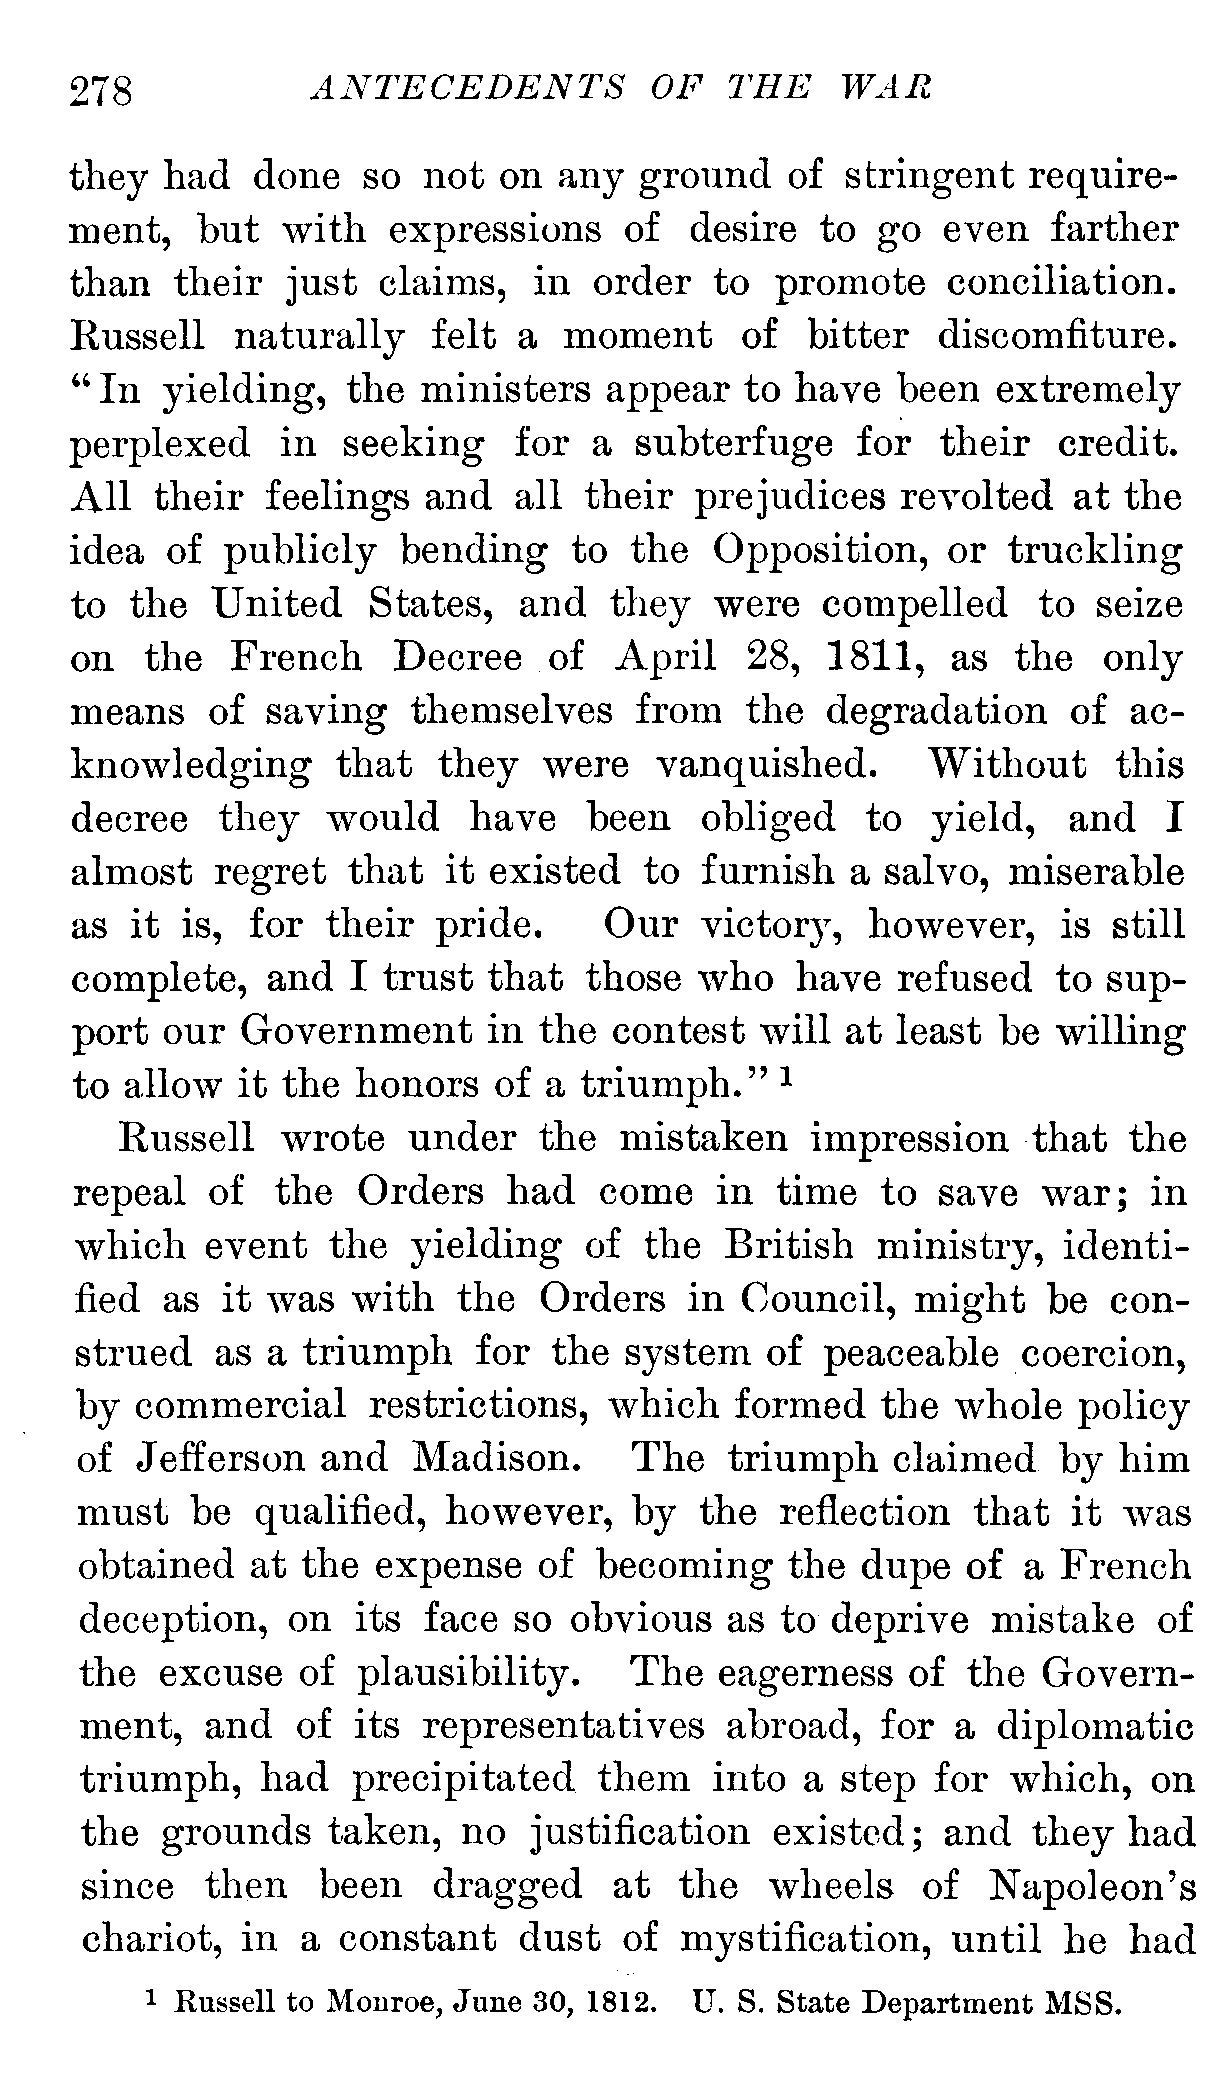 278 ANTECEDENTS OF THE WAR
they had done so not on any ground of stringent require-
ment, but with expressions of desire to go even farther
than their just claims, in order to promote conciliation.
Russell naturally felt a moment of bitter discomfiture.
“In yielding, the ministers appear to have been extremely
perplexed in seeking for a subterfuge for their credit.
All their feelings and all their prejudices revolted at the
idea of publicly bending to the Opposition, or truckling
to the United States, and they were compelled to seize
on the French Decree of April 28, 1811, as the only
means of saving themselves from the degradation of ac-
knowledging that they were vanquished. Without this
decree they would have been obliged to yield, and I
almost regret that it existed to furnish a salvo, miserable
as it is, for their pride. Our victory, however, is still
complete, and I trust that those who have refused to sup-
port our Government in the contest will at least be willing
to allow it the honors of a triumph.” 1
Russell wrote under the mistaken impression that the
repeal of the Orders had come in time to save war; in
which event the yielding of the British ministry, identi-
fied as it was with the Orders in Council, might be con-
strued as a triumph for the system of peaceable coercion,
by commercial restrictions, which formed the whole policy
of Jefferson and Madison. The triumph claimed by him
must be qualified, however, by the reflection that it was
obtained at the expense of becoming the dupe of a French
deception, on its face so obvious as to deprive mistake of
the excuse of plausibility. The eagerness of the Govern-
ment, and of its representatives abroad, for a diplomatic
triumph, had precipitated them into a step for which, on
the grounds taken, no justification existed; and they had
since then been dragged at the wheels of Napoleon’s
chariot, in a constant dust of mystification, until he had
1 Russell to Monroe, June 30, 1812. U. S. State Department MSS.